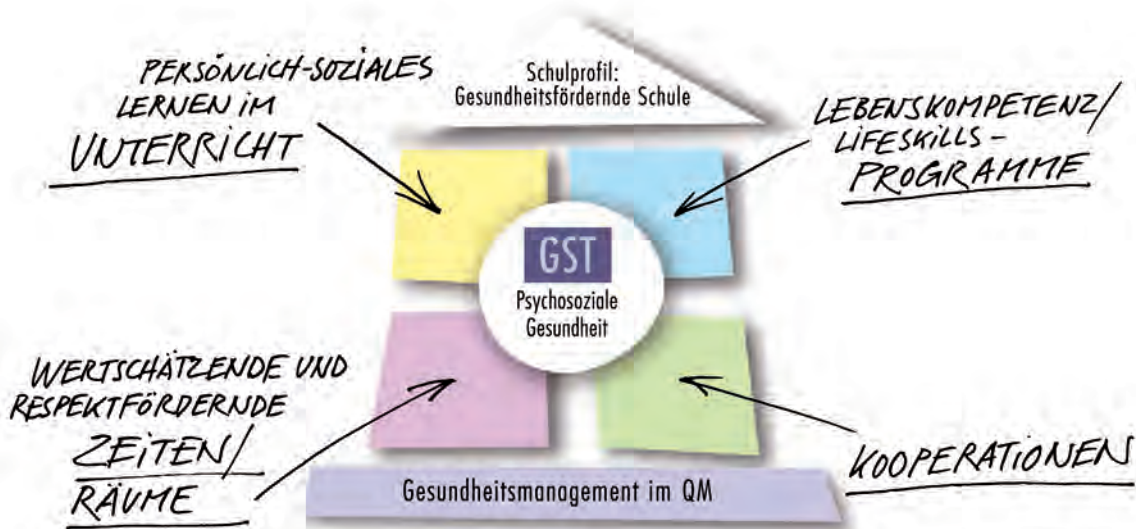 PERSÖNLICH-SOZIALES
LERNEN IM
UNTERRICHT
Schulprofil:
Gesundheitsfördernde Schule
LEBENSKOMPETENZ/
LIFESKILLS-
PROGRAMME
GST
Psychosoziale
Gesundheit
WERTSCHÄTZENDE UND
RESPEKTFÖRDERNDE
ZEITEN/
RÄUME
KOOPERATIONEN
Gesundheitsmanagement im QM